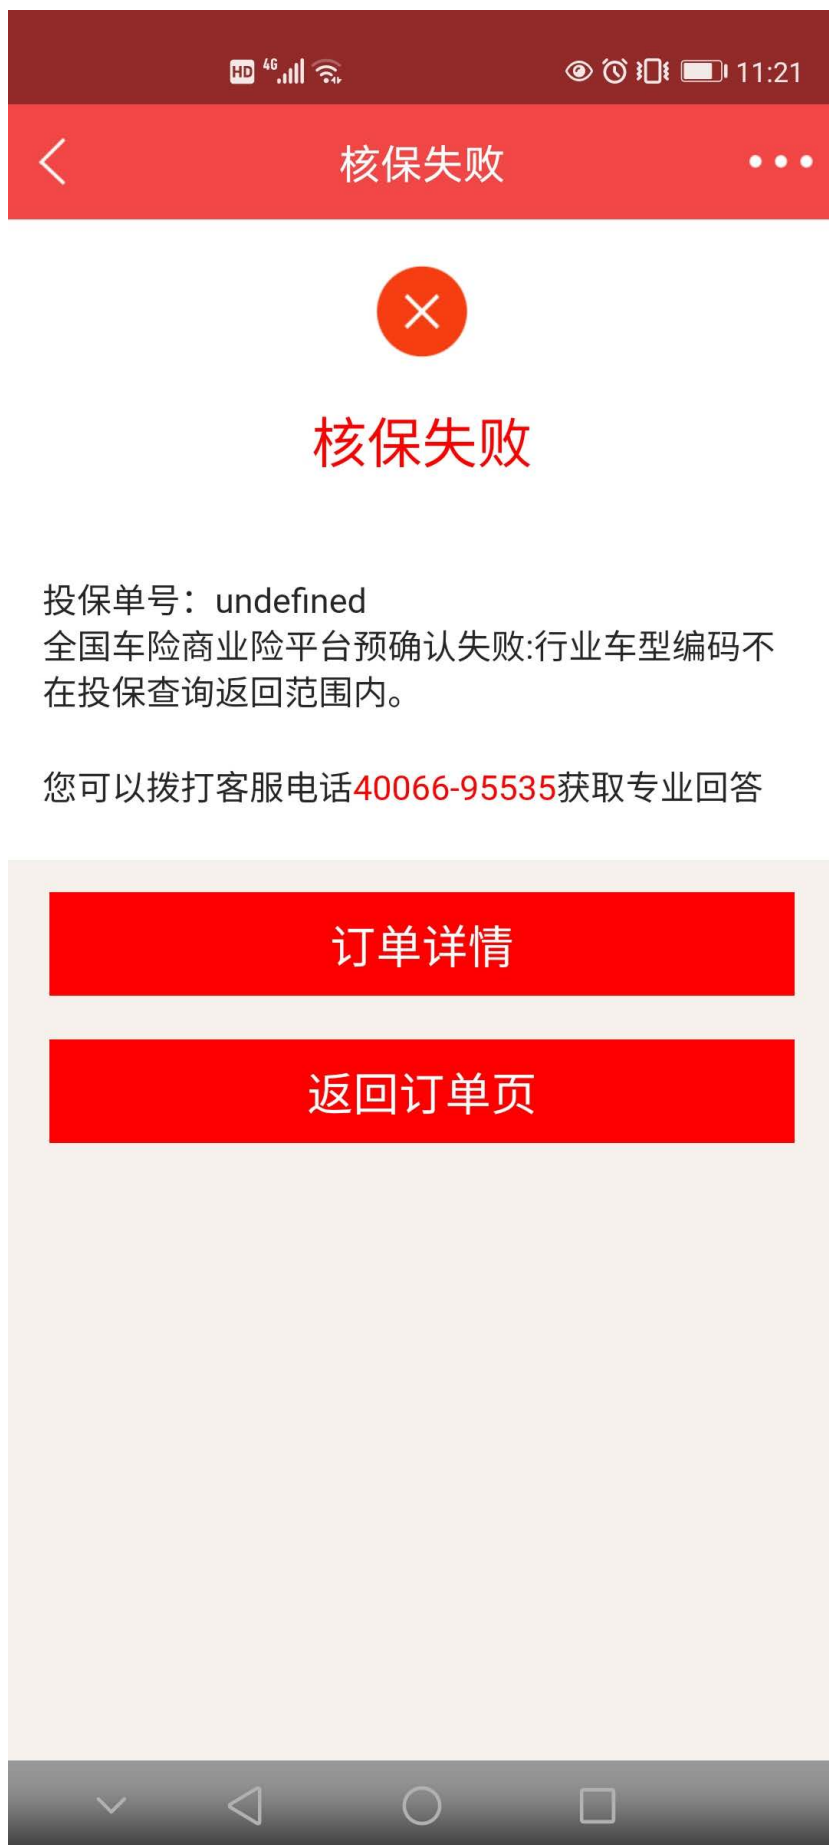 HD 4G 11:21
核保失败
核保失败
投保单号：undefined
全国车险商业险平台预确认失败:行业车型编码不
在投保查询返回范围内。
您可以拨打客服电话40066-95535获取专业回答
订单详情
返回订单页